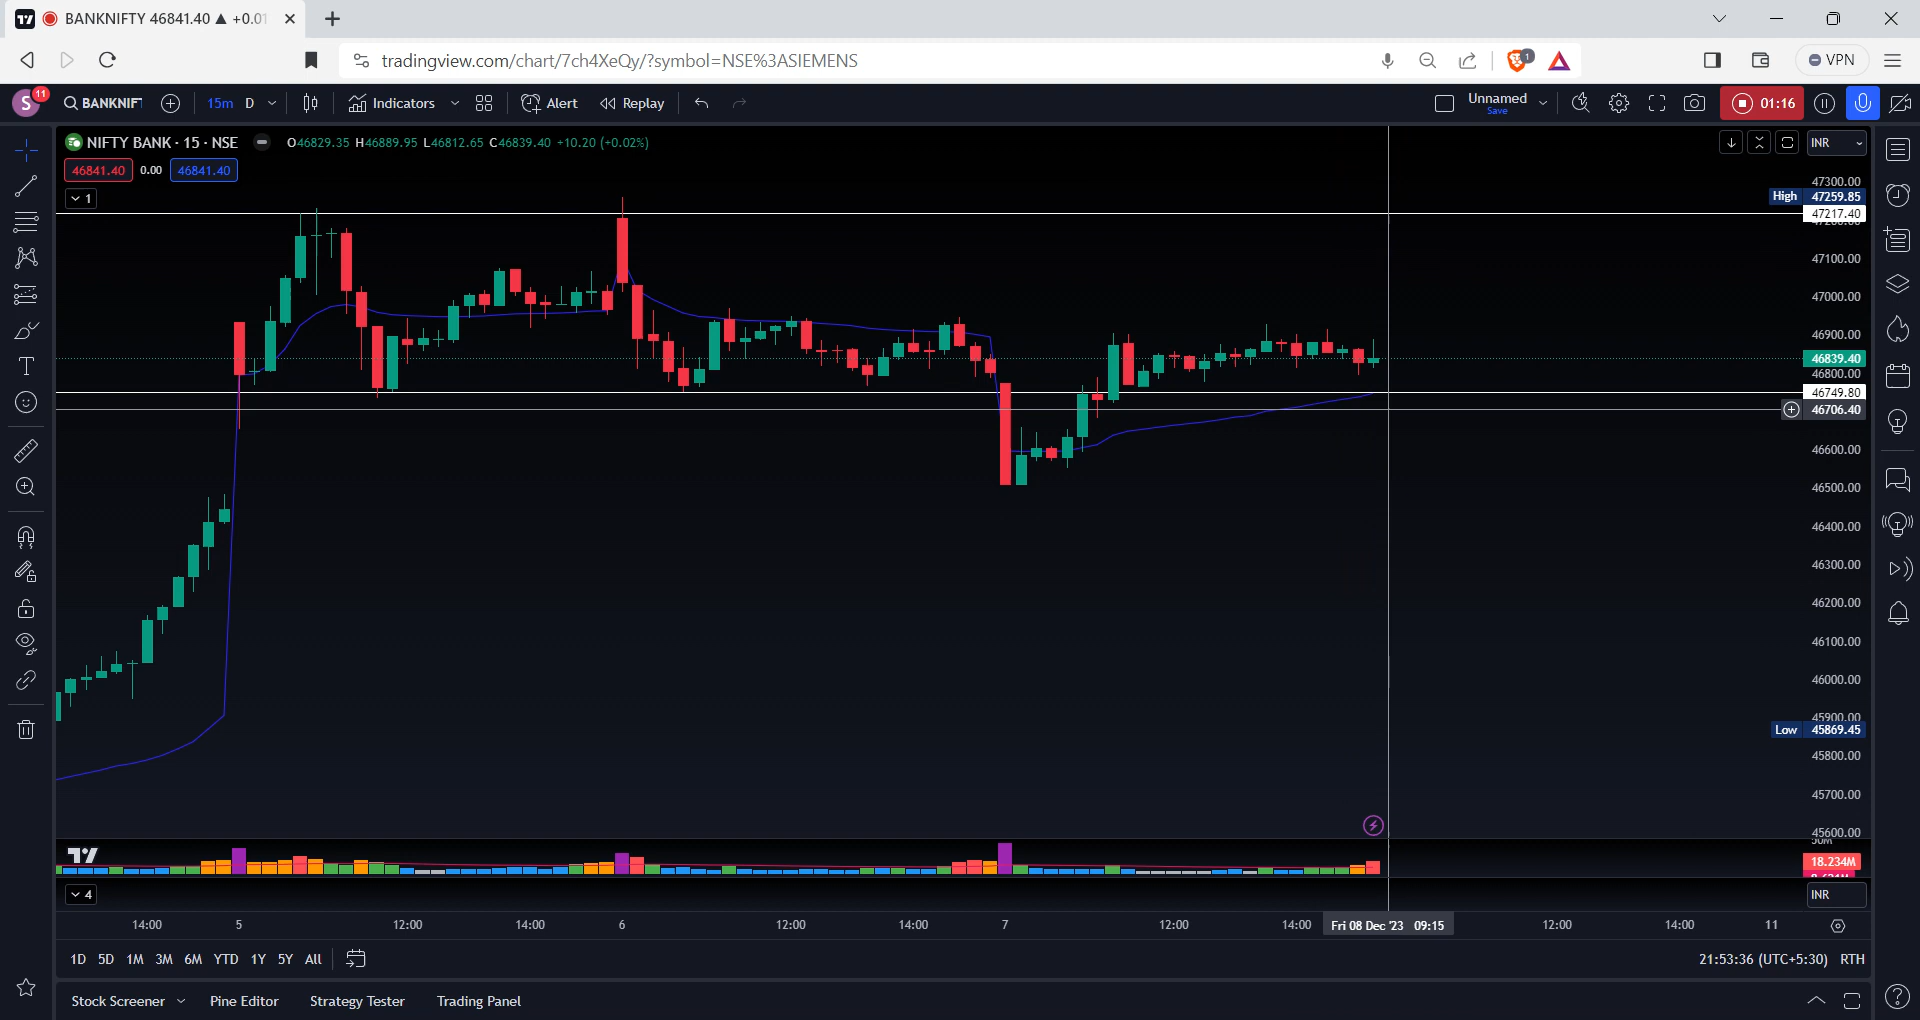 BANKNIFTY 46841.40 ▲ +0.01
tradingview.com/chart/7ch4XeQy/?symbol=NSE%3ASIEMENS
1
VPN
S
11
BANKNIF
15m
D
Indicators
Alert
Replay
Unnamed
Save
01:16
NIFTY BANK · 15 · NSE
O46829.35 H46889.95 L46812.65 C46839.40 +10.20 (+0.02%)
46841.40
0.00
46841.40
1
INR
47300.00
High 47259.85
47217.40
47100.00
47000.00
46900.00
46839.40
46800.00
46749.80
46706.40
46600.00
46500.00
46400.00
46300.00
46200.00
46100.00
46000.00
45900.00
Low 45869.45
45800.00
45700.00
45600.00
50M
18.234M
4
INR
14:00
5
12:00
14:00
6
12:00
14:00
7
12:00
14:00
Fri 08 Dec '23 09:15
12:00
14:00
11
1D 5D 1M 3M 6M YTD 1Y 5Y All
21:53:36 (UTC+5:30) RTH
Stock Screener
Pine Editor
Strategy Tester
Trading Panel